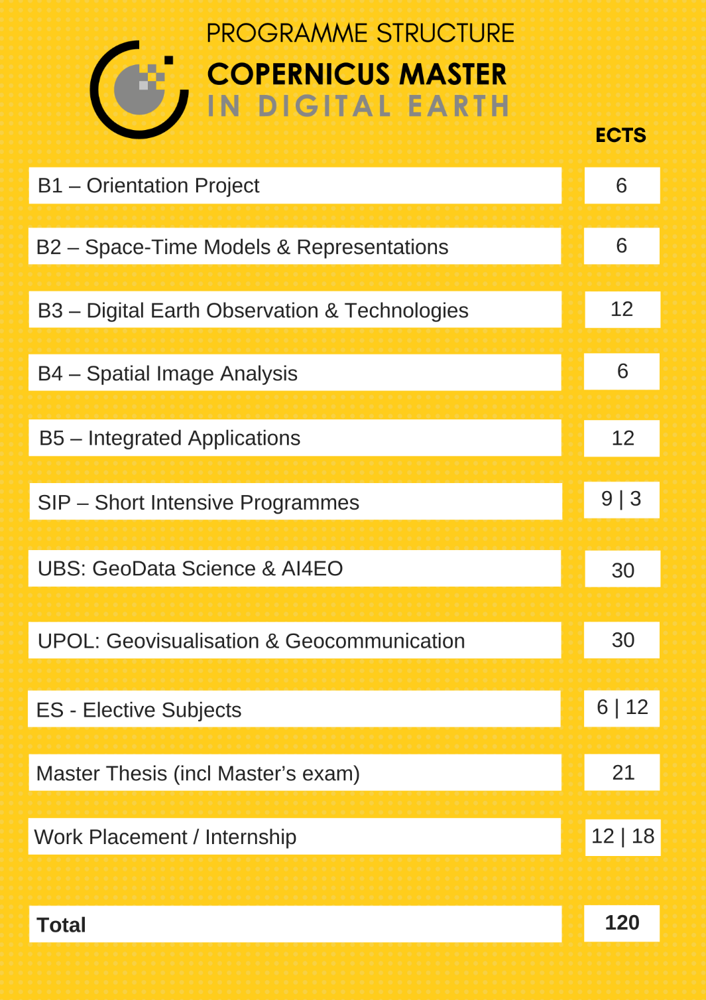 PROGRAMME STRUCTURE
COPERNICUS MASTER
IN DIGITAL EARTH
ECTS
B1 – Orientation Project 6
B2 – Space-Time Models & Representations 6
B3 – Digital Earth Observation & Technologies 12
B4 – Spatial Image Analysis 6
B5 – Integrated Applications 12
SIP – Short Intensive Programmes 9 | 3
UBS: GeoData Science & AI4EO 30
UPOL: Geovisualisation & Geocommunication 30
ES - Elective Subjects 6 | 12
Master Thesis (incl Master’s exam) 21
Work Placement / Internship 12 | 18
Total 120